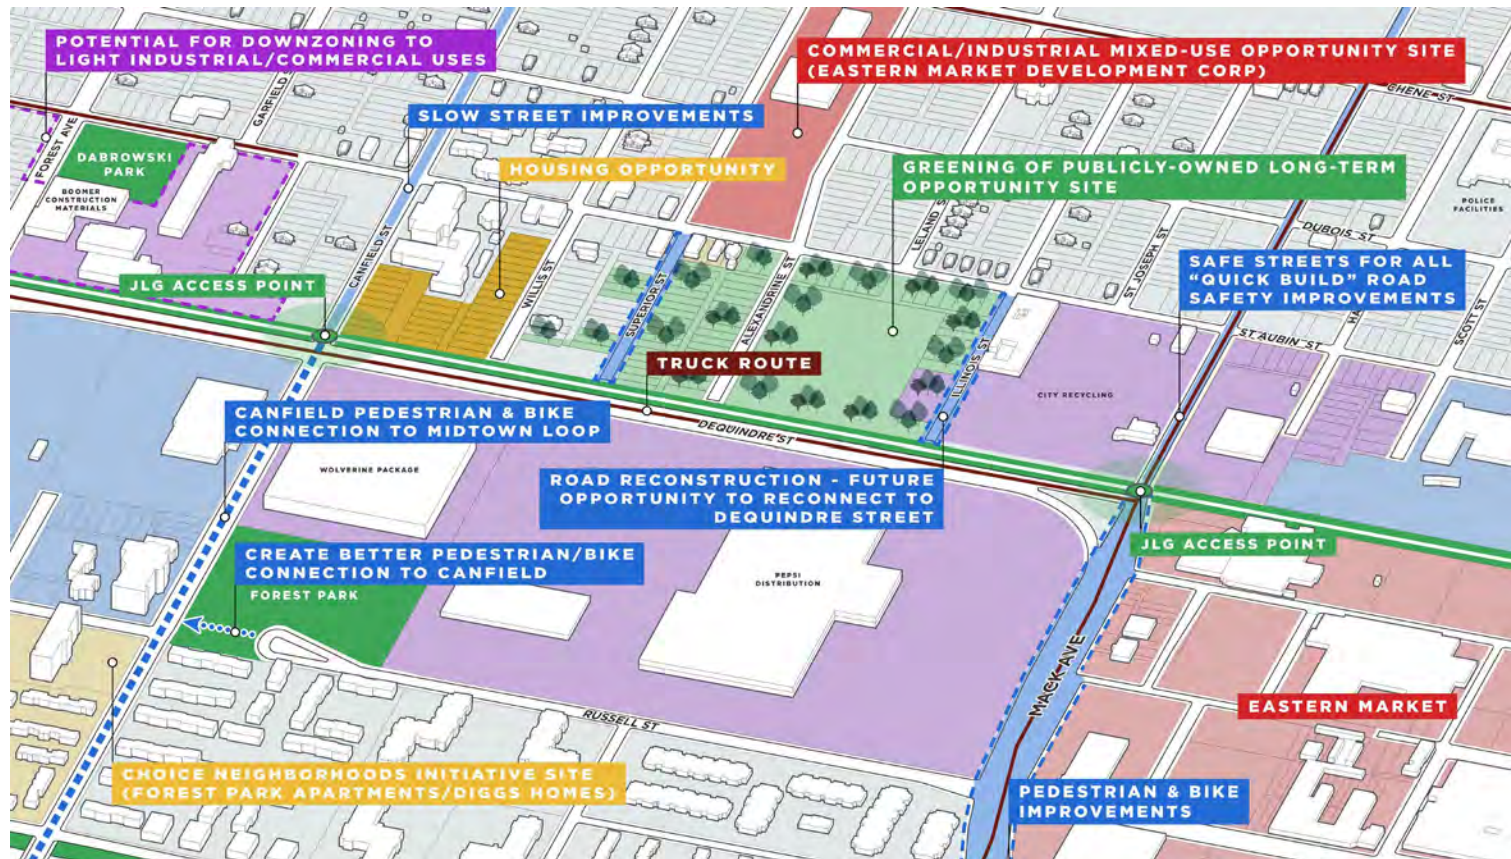 POTENTIAL FOR DOWNZONING TO
LIGHT INDUSTRIAL/COMMERCIAL USES
COMMERCIAL/INDUSTRIAL MIXED-USE OPPORTUNITY SITE
(EASTERN MARKET DEVELOPMENT CORP)
CHENE ST
SLOW STREET IMPROVEMENTS
FOREST AVE
DABROWSKI
PARK
HOUSING OPPORTUNITY
GREENING OF PUBLICLY-OWNED LONG-TERM
OPPORTUNITY SITE
BOOMER
CONSTRUCTION
MATERIALS
POLICE
FACILITIES
DUBOIS ST
CANFIELD ST
WILLIS ST
SUPERIOR ST
ALEXANDRINE ST
ST JOSEPH ST
SAFE STREETS FOR ALL
"QUICK BUILD" ROAD
SAFETY IMPROVEMENTS
JLG ACCESS POINT
SCOTT ST
ST AUBIN ST
ILLINOIS ST
TRUCK ROUTE
CITY RECYCLING
CANFIELD PEDESTRIAN & BIKE
CONNECTION TO MIDTOWN LOOP
DEQUINDRE ST
WOLVERINE PACKAGE
ROAD RECONSTRUCTION - FUTURE
OPPORTUNITY TO RECONNECT TO
DEQUINDRE STREET
JLG ACCESS POINT
CREATE BETTER PEDESTRIAN/BIKE
CONNECTION TO CANFIELD
FOREST PARK
PEPSI
DISTRIBUTION
MACK AVE
EASTERN MARKET
RUSSELL ST
CHOICE NEIGHBORHOODS INITIATIVE SITE
(FOREST PARK APARTMENTS/DIGGS HOMES)
PEDESTRIAN & BIKE
IMPROVEMENTS